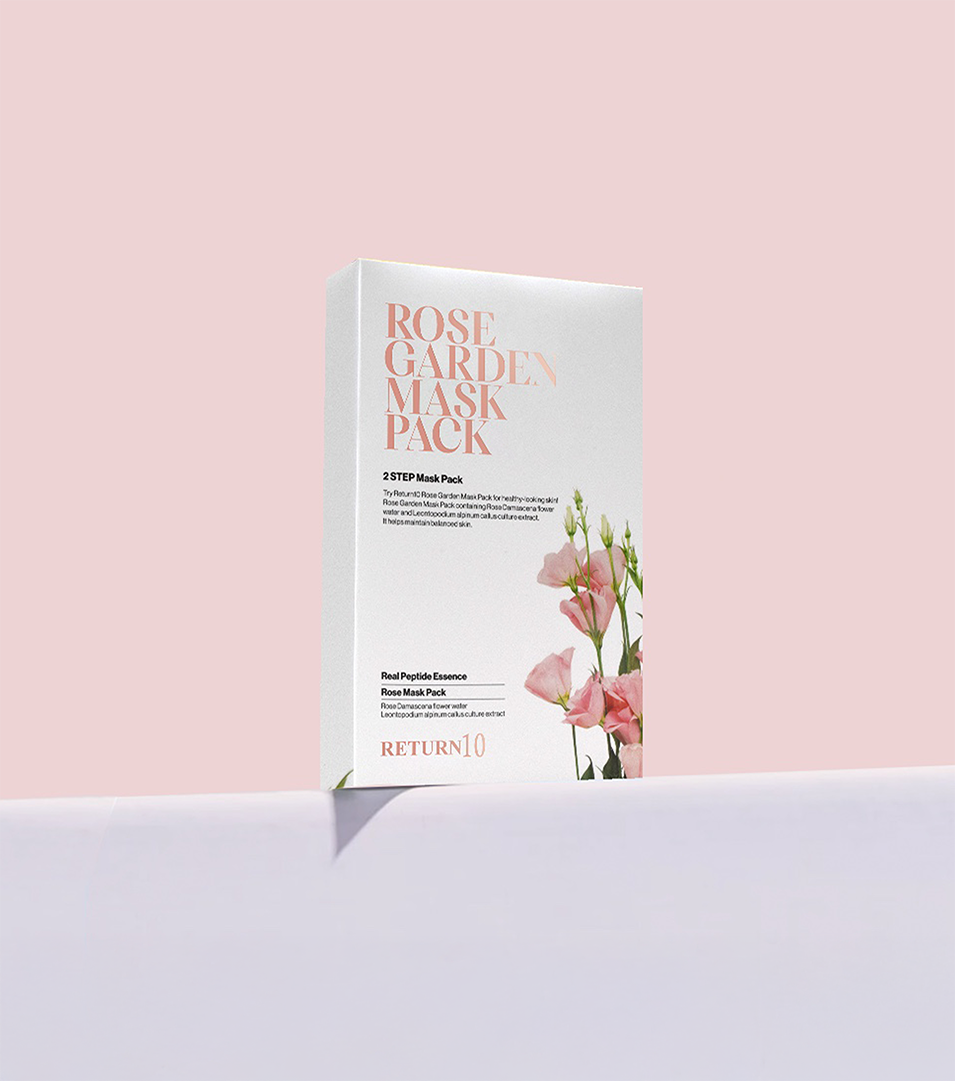 ROSE
GARDEN
MASK
PACK
2 STEP Mask Pack
Try Return10 Rose Garden Mask Pack for healthy-looking skin!
Rose Garden Mask Pack containing Rose Damascena flower
water and Leontopodium alpinum callus culture extract.
It helps maintain balanced skin.
Real Peptide Essence
Rose Mask Pack
Rose Damascena flower water
Leontopodium alpinum callus culture extract
RETURN10